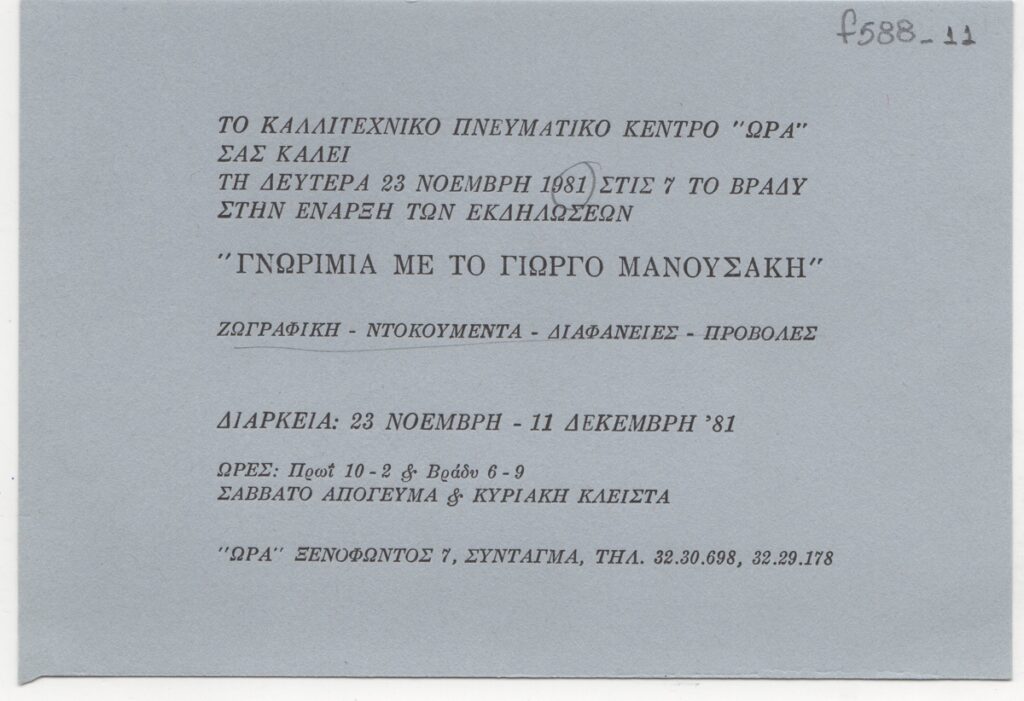 f588-11
ΤΟ ΚΑΛΛΙΤΕΧΝΙΚΟ ΠΝΕΥΜΑΤΙΚΟ ΚΕΝΤΡΟ "ΩΡΑ"
ΣΑΣ ΚΑΛΕΙ
ΤΗ ΔΕΥΤΕΡΑ 23 ΝΟΕΜΒΡΗ 1981 ΣΤΙΣ 7 ΤΟ ΒΡΑΔΥ
ΣΤΗΝ ΕΝΑΡΞΗ ΤΩΝ ΕΚΔΗΛΩΣΕΩΝ
"ΓΝΩΡΙΜΙΑ ΜΕ ΤΟ ΓΙΩΡΓΟ ΜΑΝΟΥΣΑΚΗ"
ΖΩΓΡΑΦΙΚΗ - ΝΤΟΚΟΥΜΕΝΤΑ - ΔΙΑΦΑΝΕΙΕΣ - ΠΡΟΒΟΛΕΣ
ΔΙΑΡΚΕΙΑ: 23 ΝΟΕΜΒΡΗ - 11 ΔΕΚΕΜΒΡΗ '81
ΩΡΕΣ: Πρωΐ 10 - 2 & Βράδυ 6 - 9
ΣΑΒΒΑΤΟ ΑΠΟΓΕΥΜΑ & ΚΥΡΙΑΚΗ ΚΛΕΙΣΤΑ
"ΩΡΑ" ΞΕΝΟΦΩΝΤΟΣ 7, ΣΥΝΤΑΓΜΑ, ΤΗΛ. 32.30.698, 32.29.178